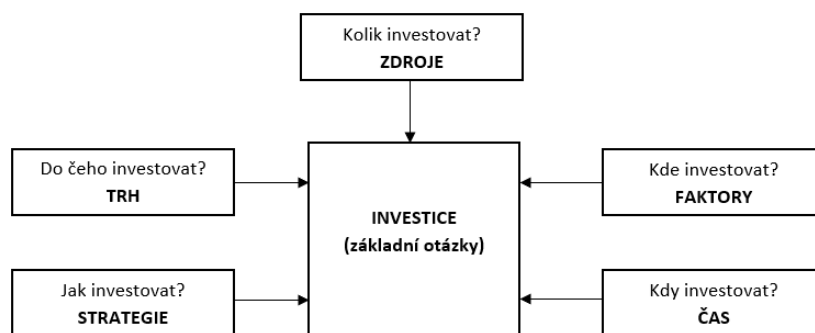 Kolik investovat?
ZDROJE
Do čeho investovat?
TRH
Kde investovat?
FAKTORY
INVESTICE
(základní otázky)
Jak investovat?
STRATEGIE
Kdy investovat?
ČAS